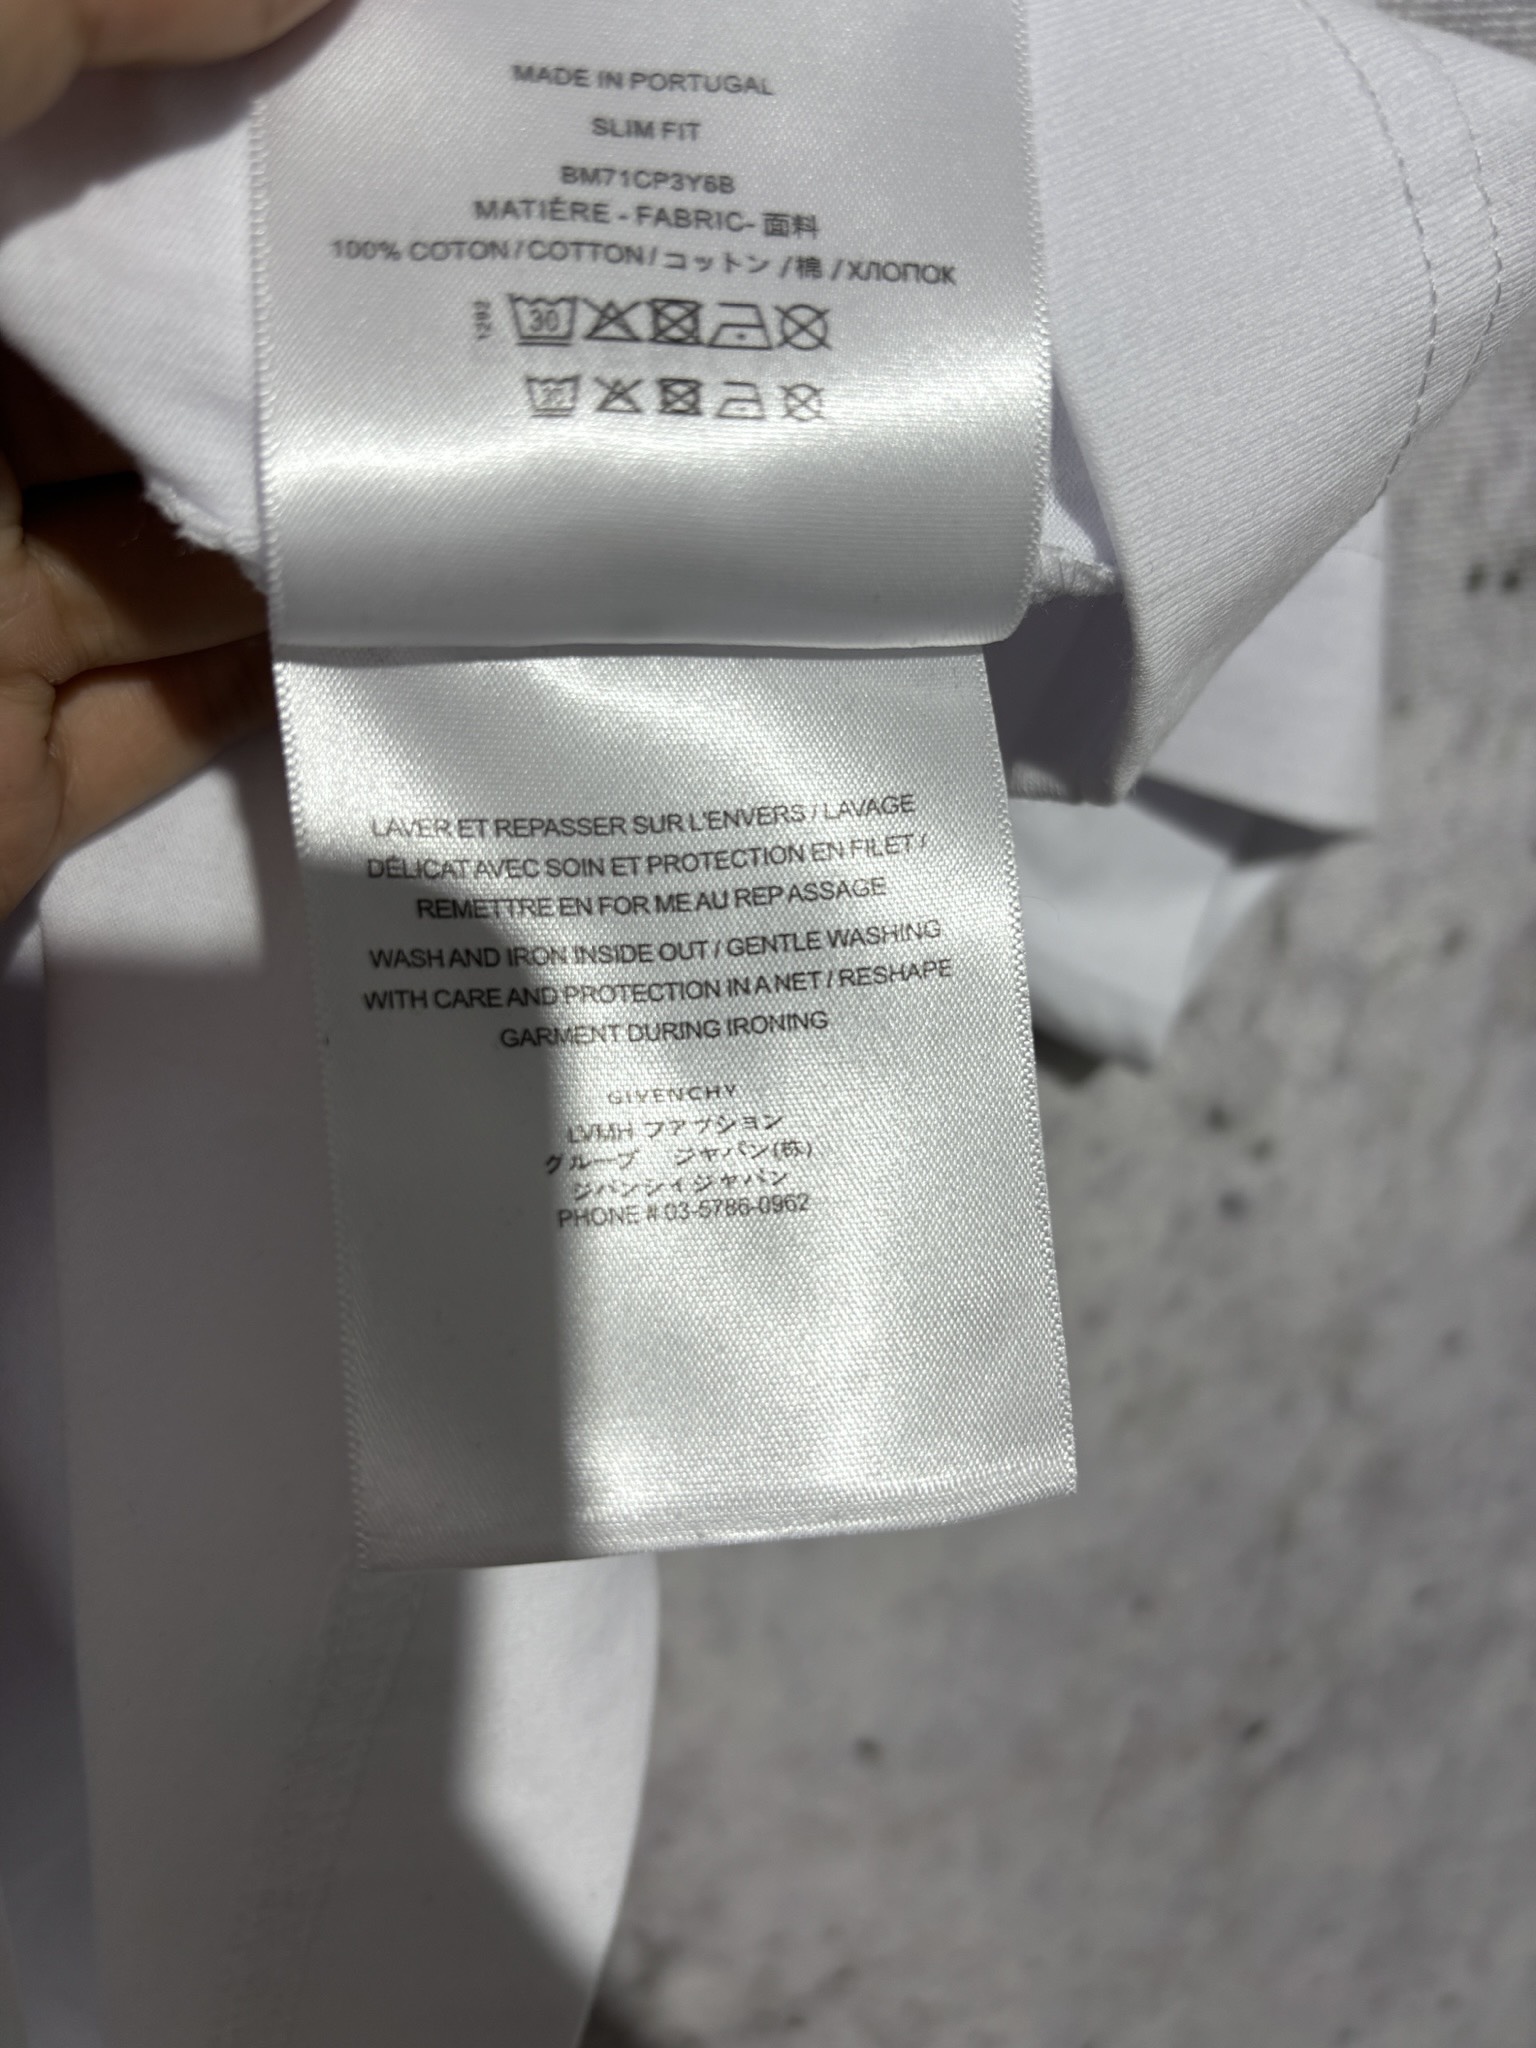 MADE IN PORTUGAL
SLIM FIT
BM71CP3Y6B
MATIÈRE - FABRIC- 面料
100% COTON / COTTON / コットン / 棉 / ХЛОПОК
1292
30
LAVER ET REPASSER SUR L'ENVERS / LAVAGE
DÉLICAT AVEC SOIN ET PROTECTION EN FILET /
REMETTRE EN FOR ME AU REP ASSAGE
WASH AND IRON INSIDE OUT / GENTLE WASHING
WITH CARE AND PROTECTION IN A NET / RESHAPE
GARMENT DURING IRONING
GIVENCHY
LVMH ファッション
グループ ジャパン(株)
ジバンシイジャパン
PHONE # 03-5786-0962